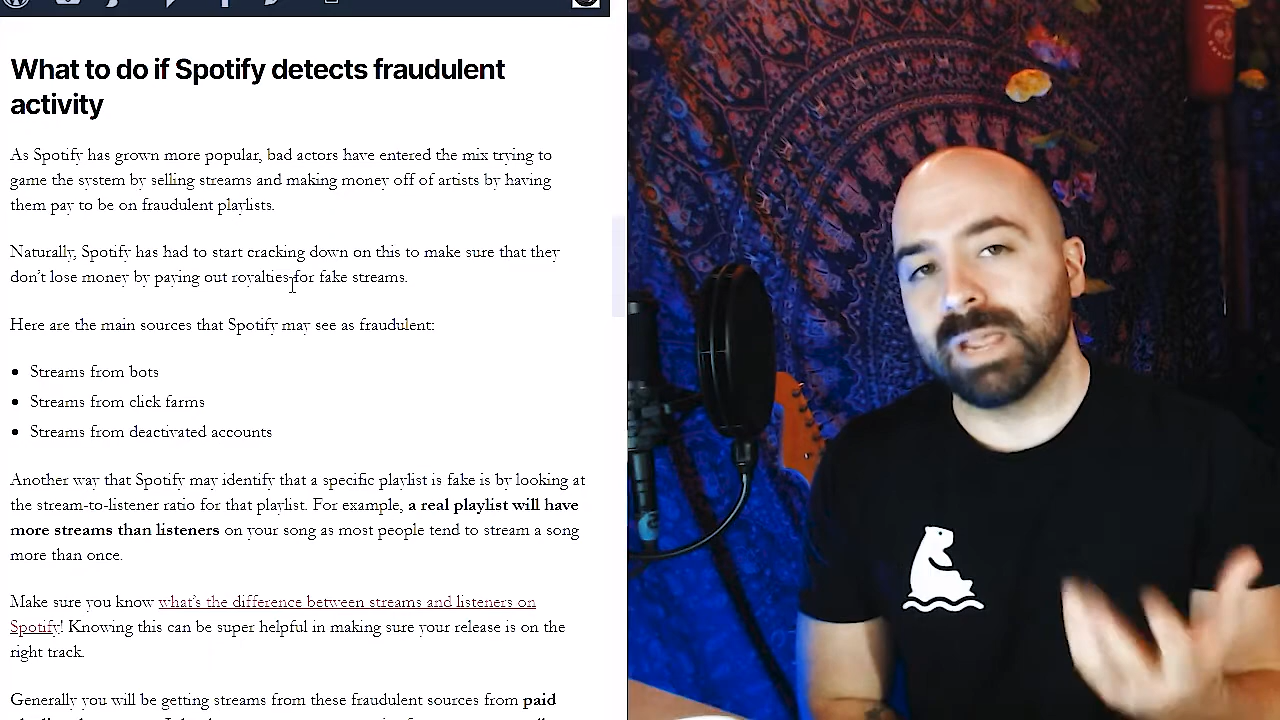 What to do if Spotify detects fraudulent
activity
As Spotify has grown more popular, bad actors have entered the mix trying to
game the system by selling streams and making money off of artists by having
them pay to be on fraudulent playlists.
Naturally, Spotify has had to start cracking down on this to make sure that they
don't lose money by paying out royalties for fake streams.
Here are the main sources that Spotify may see as fraudulent:
• Streams from bots
• Streams from click farms
• Streams from deactivated accounts
Another way that Spotify may identify that a specific playlist is fake is by looking at
the stream-to-listener ratio for that playlist. For example, a real playlist will have
more streams than listeners on your song as most people tend to stream a song
more than once.
Make sure you know what's the difference between streams and listeners on
Spotify! Knowing this can be super helpful in making sure your release is on the
right track.
Generally you will be getting streams from these fraudulent sources from paid